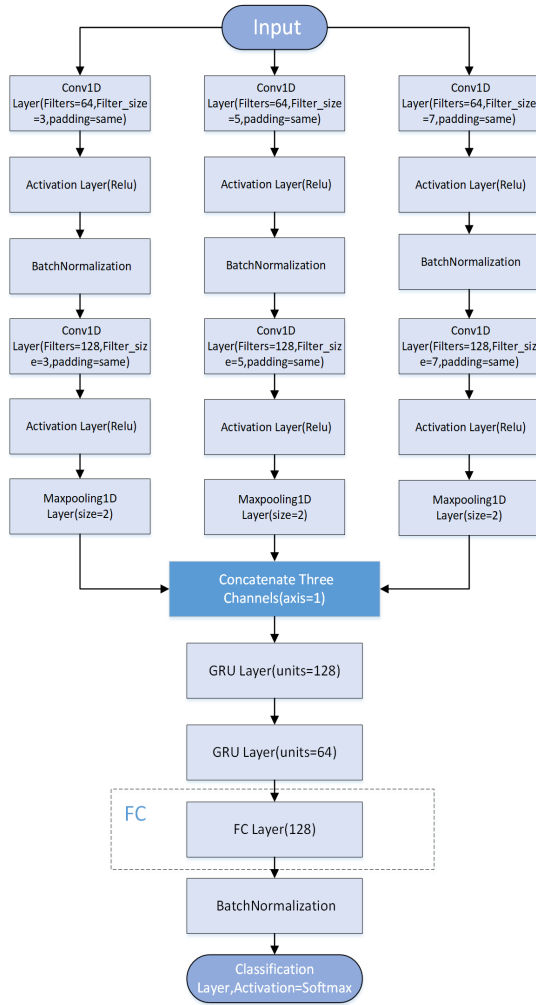 Input
Conv1D
Layer(Filters=64,Filter_size
=3,padding=same)
Conv1D
Layer(Filters=64,Filter_size
=5,padding=same)
Conv1D
Layer(Filters=64,Filter_size
=7,padding=same)
Activation Layer(Relu)
Activation Layer(Relu)
Activation Layer(Relu)
BatchNormalization
BatchNormalization
BatchNormalization
Conv1D
Layer(Filters=128,Filter_siz
e=3,padding=same)
Conv1D
Layer(Filters=128,Filter_siz
e=5,padding=same)
Conv1D
Layer(Filters=128,Filter_siz
e=7,padding=same)
Activation Layer(Relu)
Activation Layer(Relu)
Activation Layer(Relu)
Maxpooling1D
Layer(size=2)
Maxpooling1D
Layer(size=2)
Maxpooling1D
Layer(size=2)
Concatenate Three
Channels(axis=1)
GRU Layer(units=128)
GRU Layer(units=64)
FC
FC Layer(128)
BatchNormalization
Classification
Layer,Activation=Softmax